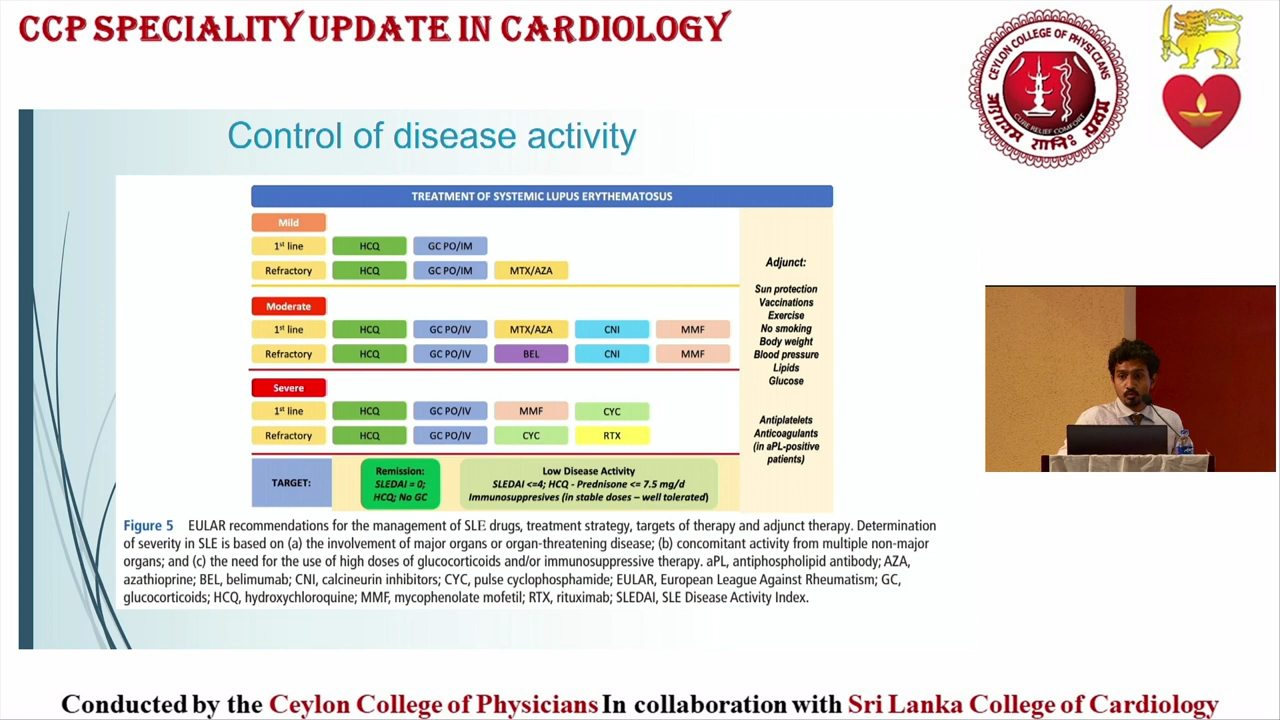 CCP SPECIALITY UPDATE IN CARDIOLOGY
CEYLON COLLEGE OF PHYSICIANS
CURE RELIEF COMFORT
Control of disease activity
TREATMENT OF SYSTEMIC LUPUS ERYTHEMATOSUS
Mild
1st line HCQ GC PO/IM
Refractory HCQ GC PO/IM MTX/AZA
Moderate
1st line HCQ GC PO/IV MTX/AZA CNI MMF
Refractory HCQ GC PO/IV BEL CNI MMF
Severe
1st line HCQ GC PO/IV MMF CYC
Refractory HCQ GC PO/IV CYC RTX
Adjunct:
Sun protection
Vaccinations
Exercise
No smoking
Body weight
Blood pressure
Lipids
Glucose
Antiplatelets
Anticoagulants
(in aPL-positive
patients)
TARGET:
Remission:
SLEDAI = 0;
HCQ; No GC
Low Disease Activity
SLEDAI <=4; HCQ - Prednisone <= 7.5 mg/d
Immunosuppresives (in stable doses – well tolerated)
Figure 5 EULAR recommendations for the management of SLE drugs, treatment strategy, targets of therapy and adjunct therapy. Determination
of severity in SLE is based on (a) the involvement of major organs or organ-threatening disease; (b) concomitant activity from multiple non-major
organs; and (c) the need for the use of high doses of glucocorticoids and/or immunosuppressive therapy. aPL, antiphospholipid antibody; AZA,
azathioprine; BEL, belimumab; CNI, calcineurin inhibitors; CYC, pulse cyclophosphamide; EULAR, European League Against Rheumatism; GC,
glucocorticoids; HCQ, hydroxychloroquine; MMF, mycophenolate mofetil; RTX, rituximab; SLEDAI, SLE Disease Activity Index.
Conducted by the Ceylon College of Physicians In collaboration with Sri Lanka College of Cardiology